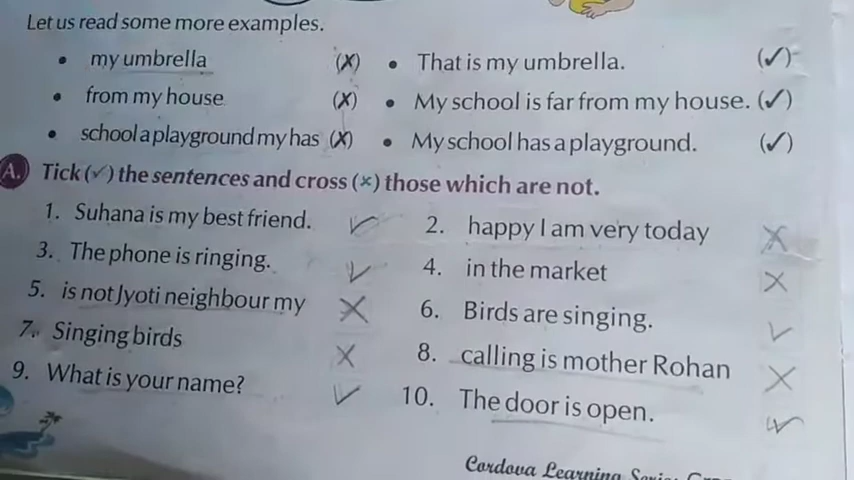 Let us read some more examples.
• my umbrella (✗) • That is my umbrella. (✓)
• from my house (✗) • My school is far from my house. (✓)
• school a playground my has (✗) • My school has a playground. (✓)
A. Tick (✓) the sentences and cross (×) those which are not.
1. Suhana is my best friend. ✓ 2. happy I am very today ✗
3. The phone is ringing. ✓ 4. in the market ✗
5. is not Jyoti neighbour my ✗ 6. Birds are singing. ✓
7. Singing birds ✗ 8. calling is mother Rohan ✗
9. What is your name? ✓ 10. The door is open. ✓
Cordova Learning Series